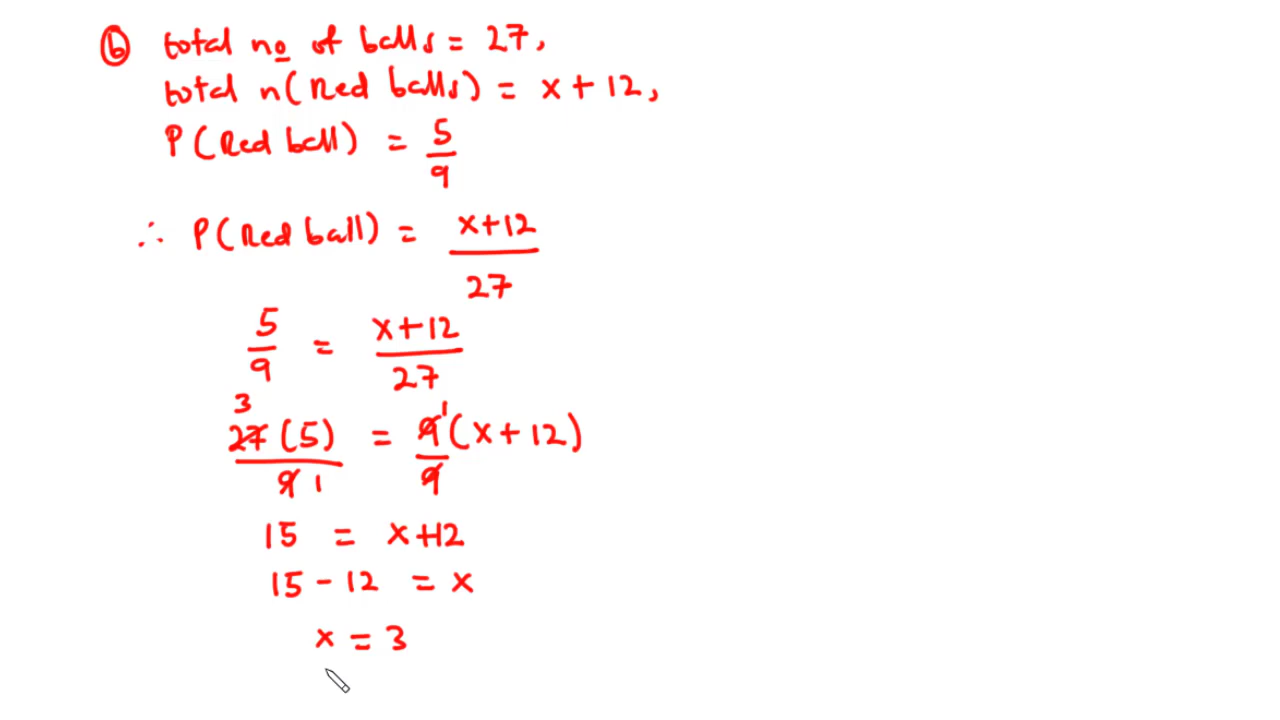 ⓑ total no of balls = 27,
total n(Red balls) = x + 12,
P(Red ball) = 5/9
∴ P(Red ball) = x+12/27
5/9 = x+12/27
3 1
27(5)/9 1 = 9/9(x+12)
15 = x+12
15 - 12 = x
x = 3